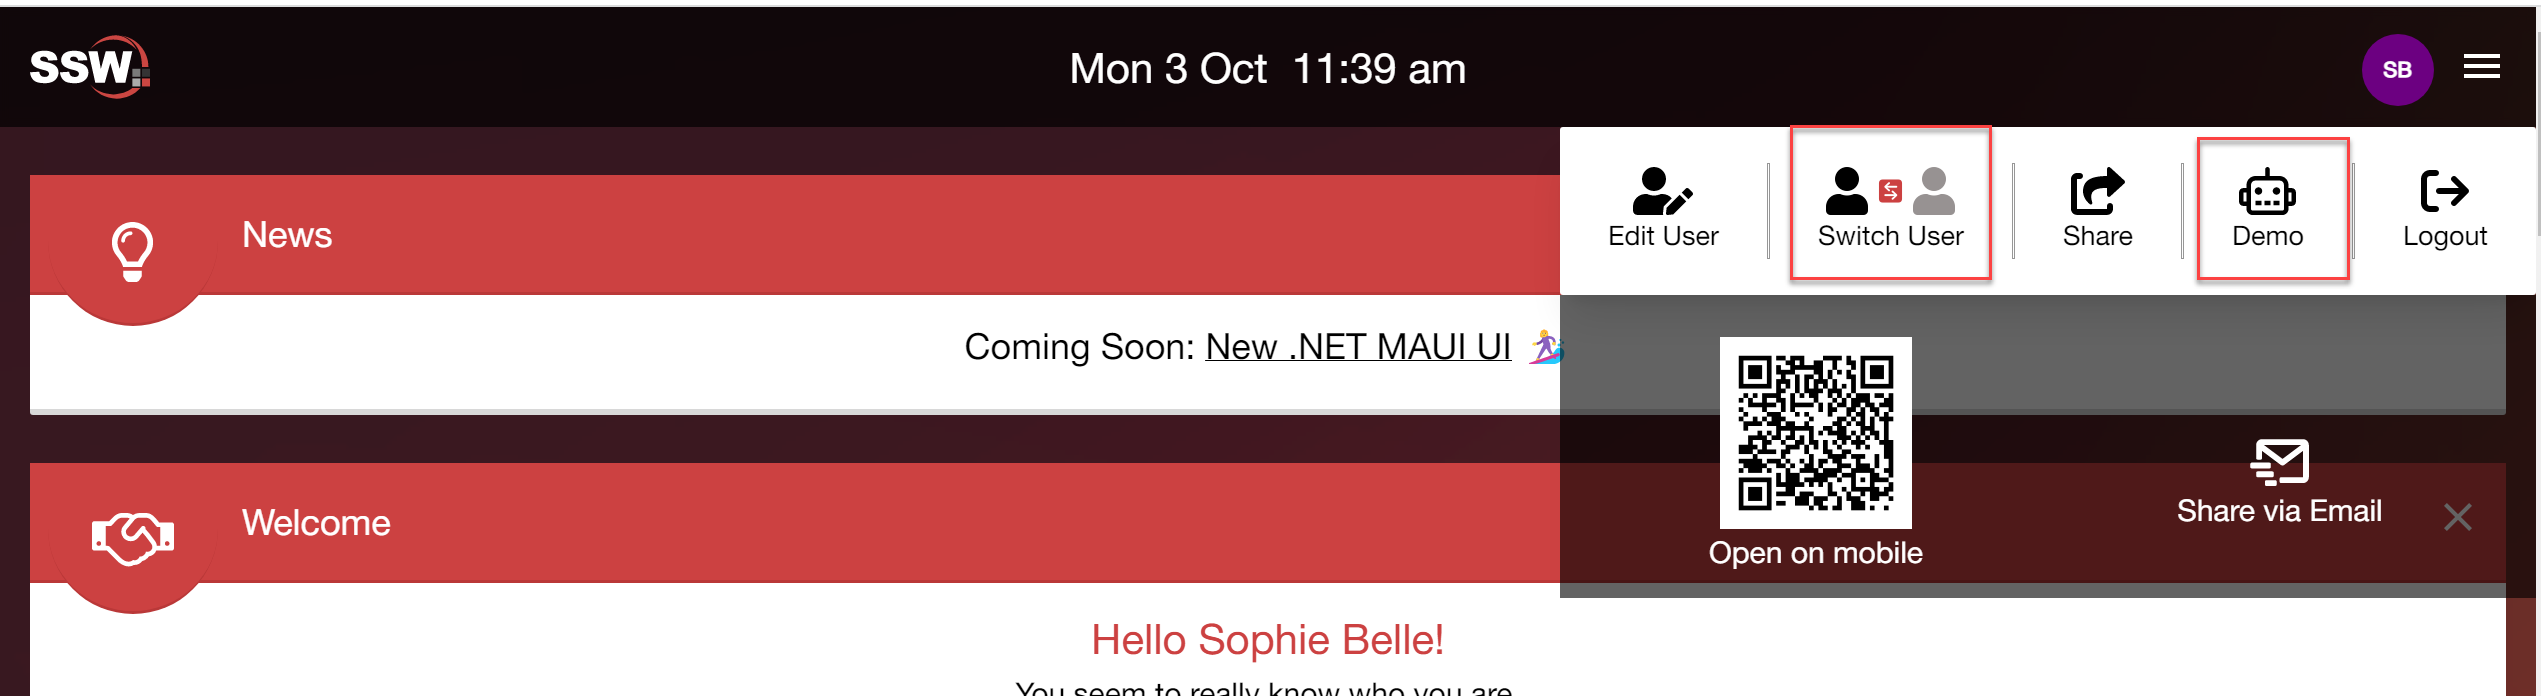 SSW
Mon 3 Oct 11:39 am
SB
Edit User
Switch User
Share
Demo
Logout
News
Coming Soon: New .NET MAUI UI
Open on mobile
Share via Email
Welcome
Hello Sophie Belle!
You seem to really know who you are